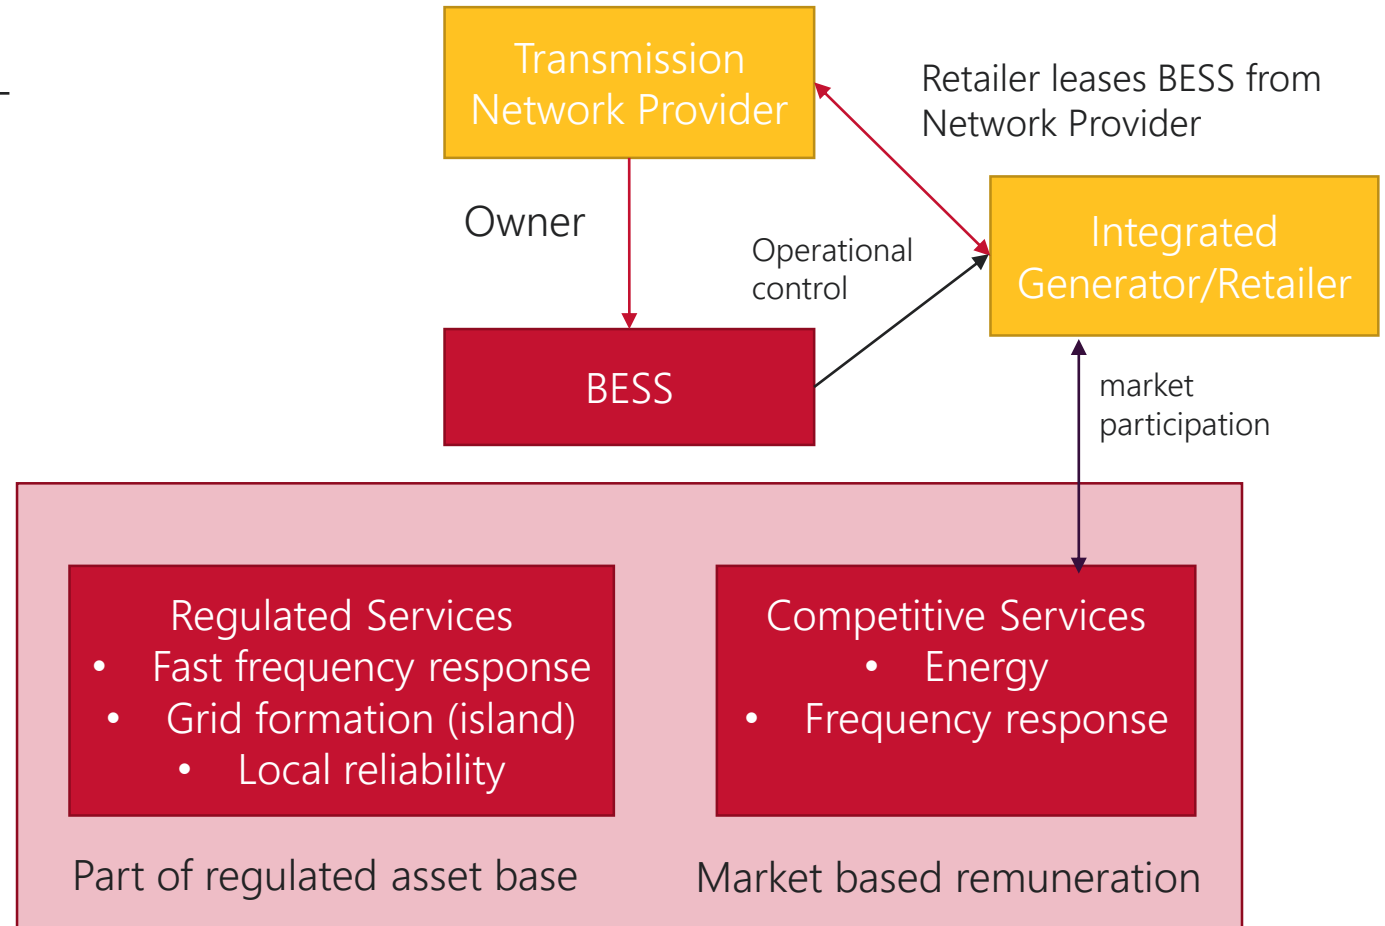 Transmission
Network Provider
Retailer leases BESS from
Network Provider
Owner
Operational
control
Integrated
Generator/Retailer
BESS
market
participation
Regulated Services
• Fast frequency response
• Grid formation (island)
• Local reliability
Competitive Services
• Energy
• Frequency response
Part of regulated asset base
Market based remuneration